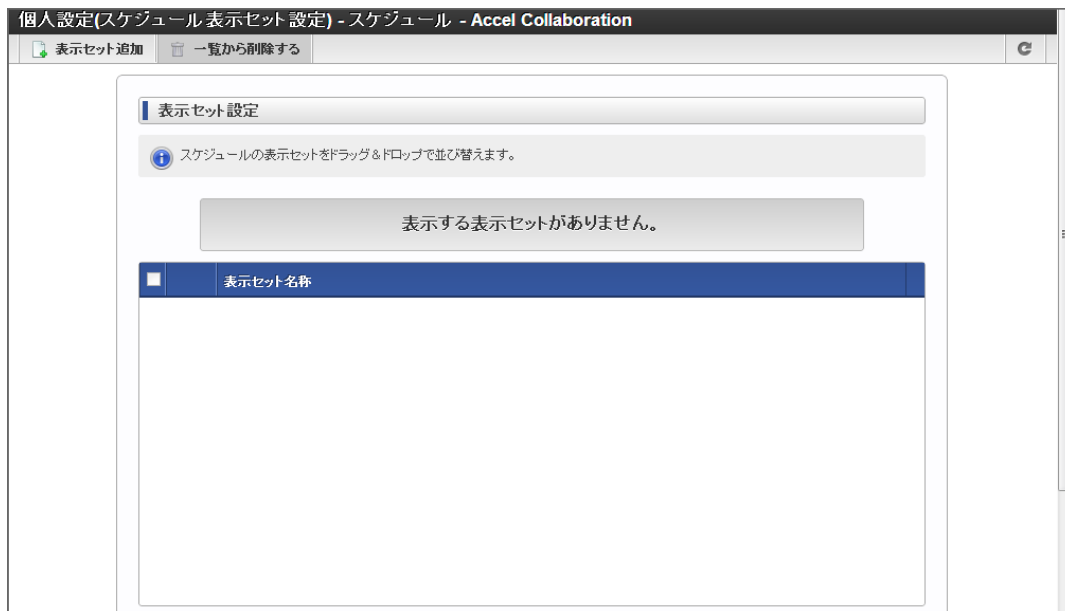 個人設定(スケジュール 表示セット 設定) - スケジュール - Accel Collaboration
表示セット追加 一覧から削除する
表示セット設定
スケジュールの表示セットをドラッグ&ドロップで並び替えます。
表示する表示セットがありません。
表示セット名称